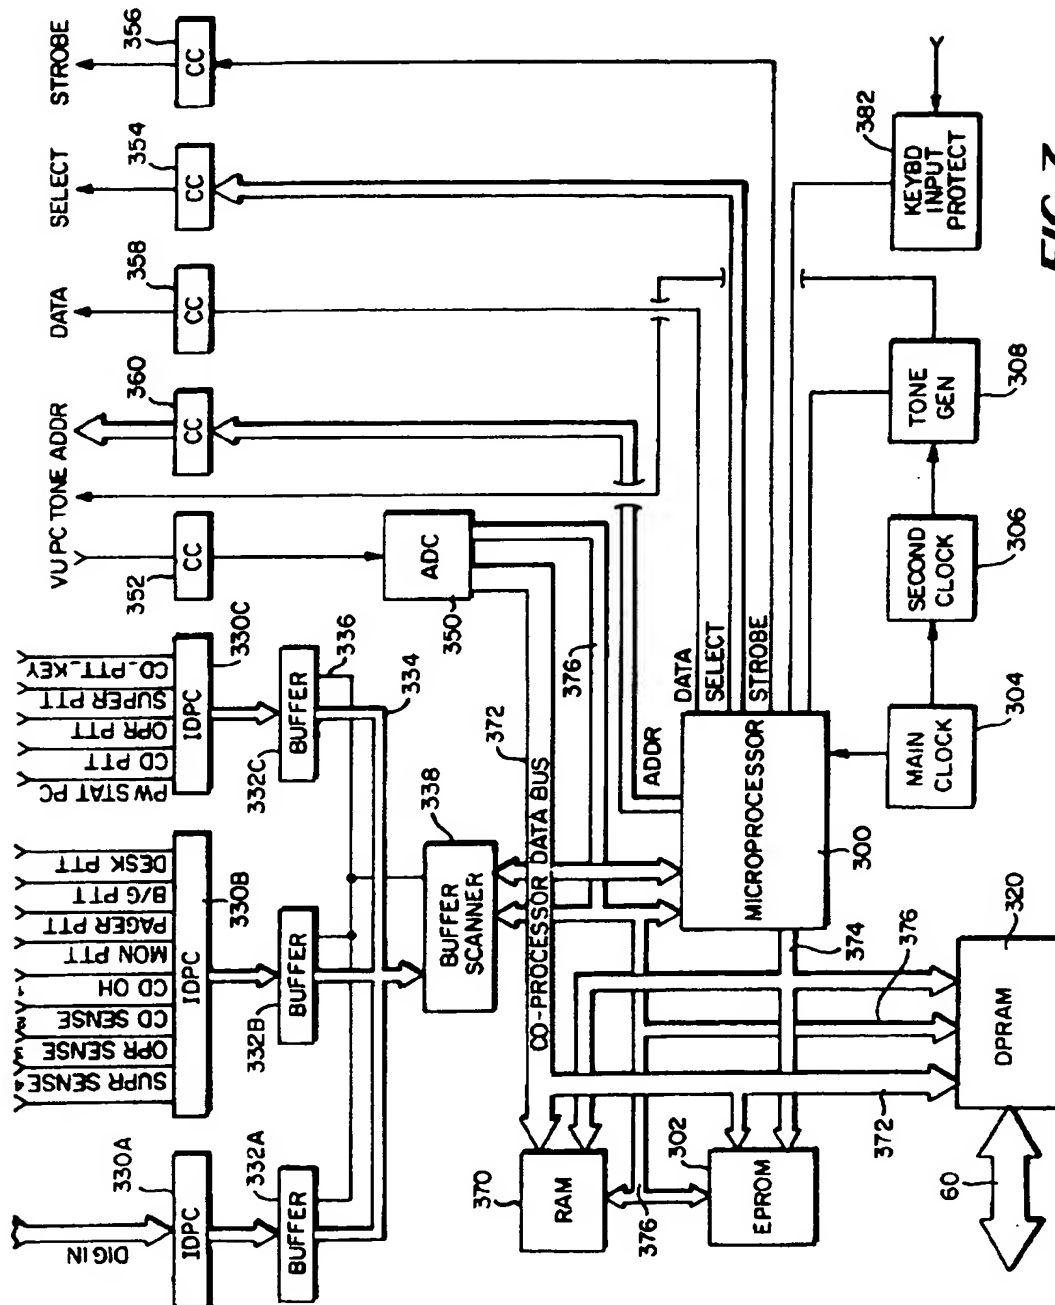 STROBE
356
CC
SELECT
354
CC
DATA
358
CC
ADDR
360
CC
TONE
VU PC
352
CC
ADC
350
330C
CD_PTT_KEY
SUPER PTT
OPR PTT
CD PTT
PW STAT PC
IDPC
BUFFER
332C
336
334
330B
DESK PTT
B/G PTT
PAGER PTT
MON PTT
CD OH
CD SENSE
OPR SENSE
SUPR SENSE
IDPC
BUFFER
332B
330A
DIG IN
IDPC
BUFFER
332A
338
BUFFER
SCANNER
372
CO-PROCESSOR DATA BUS
376
ADDR
DATA
SELECT
STROBE
MICROPROCESSOR
300
374
376
372
370
RAM
376
302
EPROM
320
DPRAM
60
MAIN
CLOCK
304
SECOND
CLOCK
306
TONE
GEN
308
KEYBD
INPUT
PROTECT
382